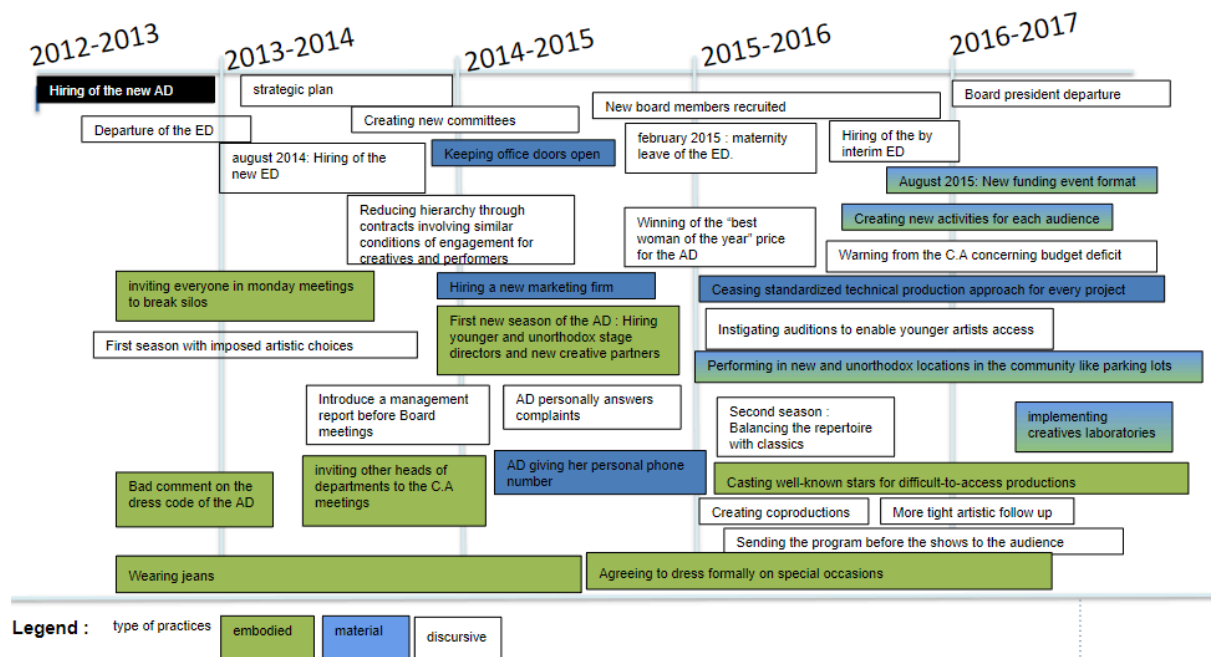 2012-2013
2013-2014
2014-2015
2015-2016
2016-2017
Hiring of the new AD
strategic plan
New board members recruited
Board president departure
Departure of the ED
Creating new committees
august 2014: Hiring of the
new ED
Keeping office doors open
february 2015 : maternity
leave of the ED.
Hiring of the by
interim ED
August 2015: New funding event format
Reducing hierarchy through
contracts involving similar
conditions of engagement for
creatives and performers
Winning of the “best
woman of the year” price
for the AD
Creating new activities for each audience
Warning from the C.A concerning budget deficit
inviting everyone in monday meetings
to break silos
Hiring a new marketing firm
Ceasing standardized technical production approach for every project
First season with imposed artistic choices
First new season of the AD : Hiring
younger and unorthodox stage
directors and new creative partners
Instigating auditions to enable younger artists access
Performing in new and unorthodox locations in the community like parking lots
Introduce a management
report before Board
meetings
AD personally answers
complaints
Second season :
Balancing the repertoire
with classics
implementing
creatives laboratories
Bad comment on the
dress code of the AD
inviting other heads of
departments to the C.A
meetings
AD giving her personal phone
number
Casting well-known stars for difficult-to-access productions
Creating coproductions
More tight artistic follow up
Sending the program before the shows to the audience
Wearing jeans
Agreeing to dress formally on special occasions
Legend :
type of practices
embodied
material
discursive